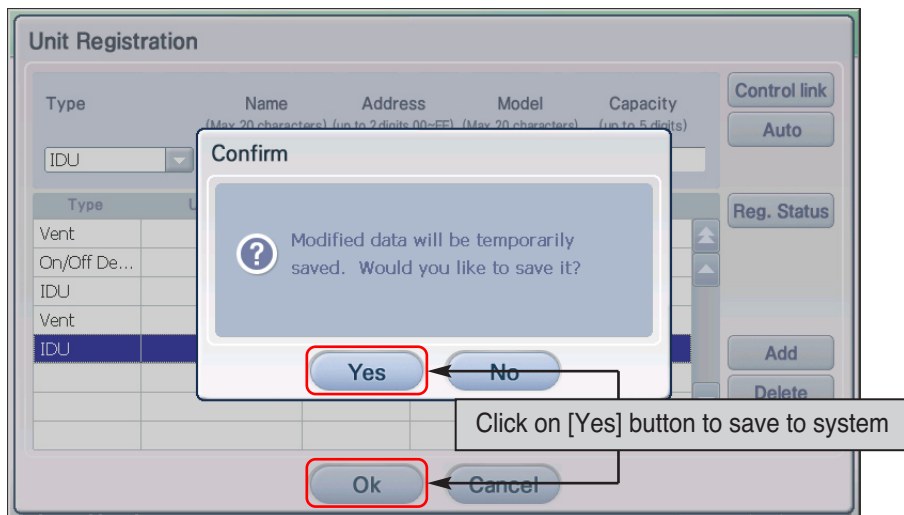 Unit Registration
Type Name Address Model Capacity
(Max 20 characters) (up to 2 digits 00~FF) (Max 20 characters) (up to 5 digits)
Control link
Auto
IDU
Confirm
Type
Reg. Status
Vent
On/Off De...
IDU
Vent
IDU
Modified data will be temporarily
saved. Would you like to save it?
Yes No
Add
Delete
Click on [Yes] button to save to system
Ok Cancel